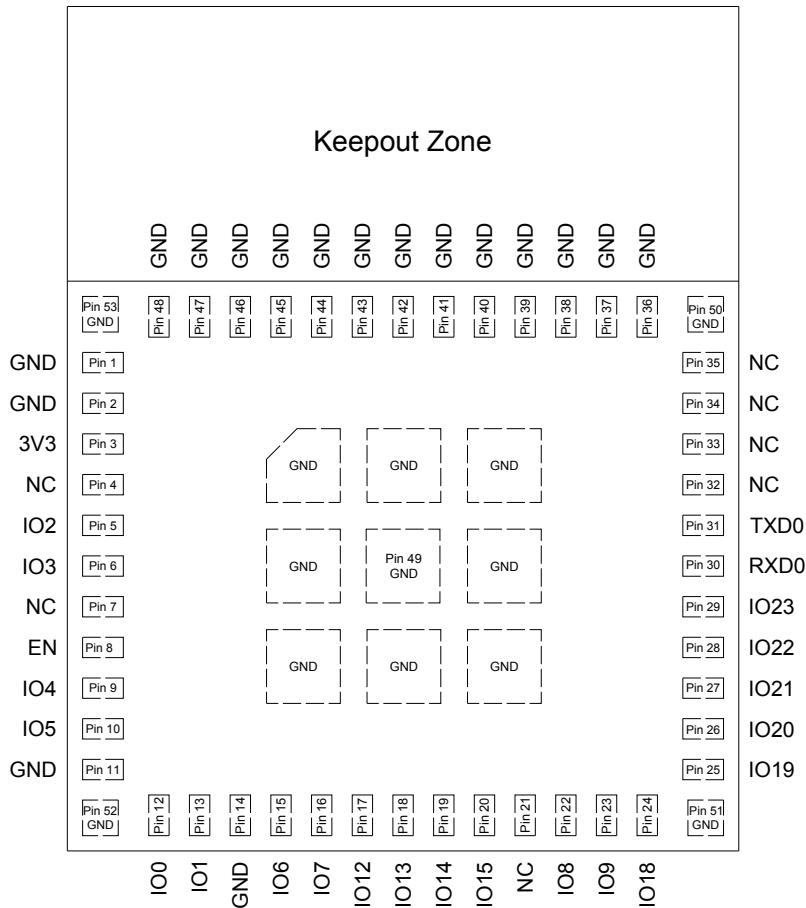 Keepout Zone
GND GND GND GND GND GND GND GND GND GND GND GND GND
Pin 53 GND
Pin 48 Pin 47 Pin 46 Pin 45 Pin 44 Pin 43 Pin 42 Pin 41 Pin 40 Pin 39 Pin 38 Pin 37 Pin 36
Pin 50 GND
GND Pin 1 Pin 35 NC
GND Pin 2 Pin 34 NC
3V3 Pin 3 Pin 33 NC
GND GND GND
NC Pin 4 Pin 32 NC
IO2 Pin 5 Pin 31 TXD0
IO3 Pin 6 GND Pin 49 GND GND Pin 30 RXD0
NC Pin 7 Pin 29 IO23
EN Pin 8 Pin 28 IO22
GND GND GND
IO4 Pin 9 Pin 27 IO21
IO5 Pin 10 Pin 26 IO20
GND Pin 11 Pin 25 IO19
Pin 52 GND
Pin 12 Pin 13 Pin 14 Pin 15 Pin 16 Pin 17 Pin 18 Pin 19 Pin 20 Pin 21 Pin 22 Pin 23 Pin 24
Pin 51 GND
IO0 IO1 GND IO6 IO7 IO12 IO13 IO14 IO15 NC IO8 IO9 IO18